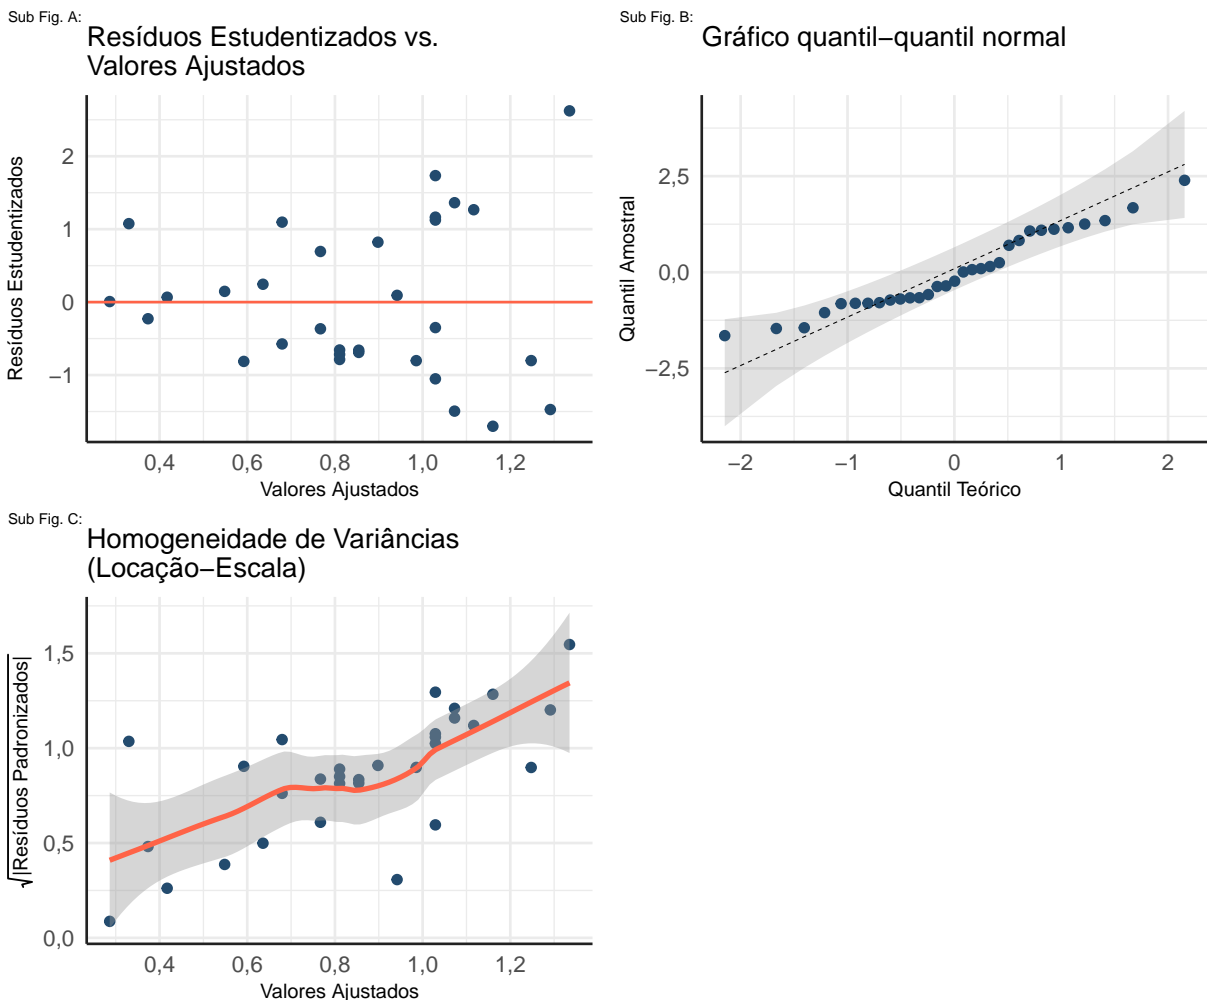 Sub Fig. A:
Resíduos Estudentizados vs.
Valores Ajustados
Resíduos Estudentizados
2
1
0
−1
0,4 0,6 0,8 1,0 1,2
Valores Ajustados
Sub Fig. B:
Gráfico quantil−quantil normal
Quantil Amostral
2,5
0,0
−2,5
−2 −1 0 1 2
Quantil Teórico
Sub Fig. C:
Homogeneidade de Variâncias
(Locação−Escala)
√|Resíduos Padronizados|
1,5
1,0
0,5
0,0
0,4 0,6 0,8 1,0 1,2
Valores Ajustados